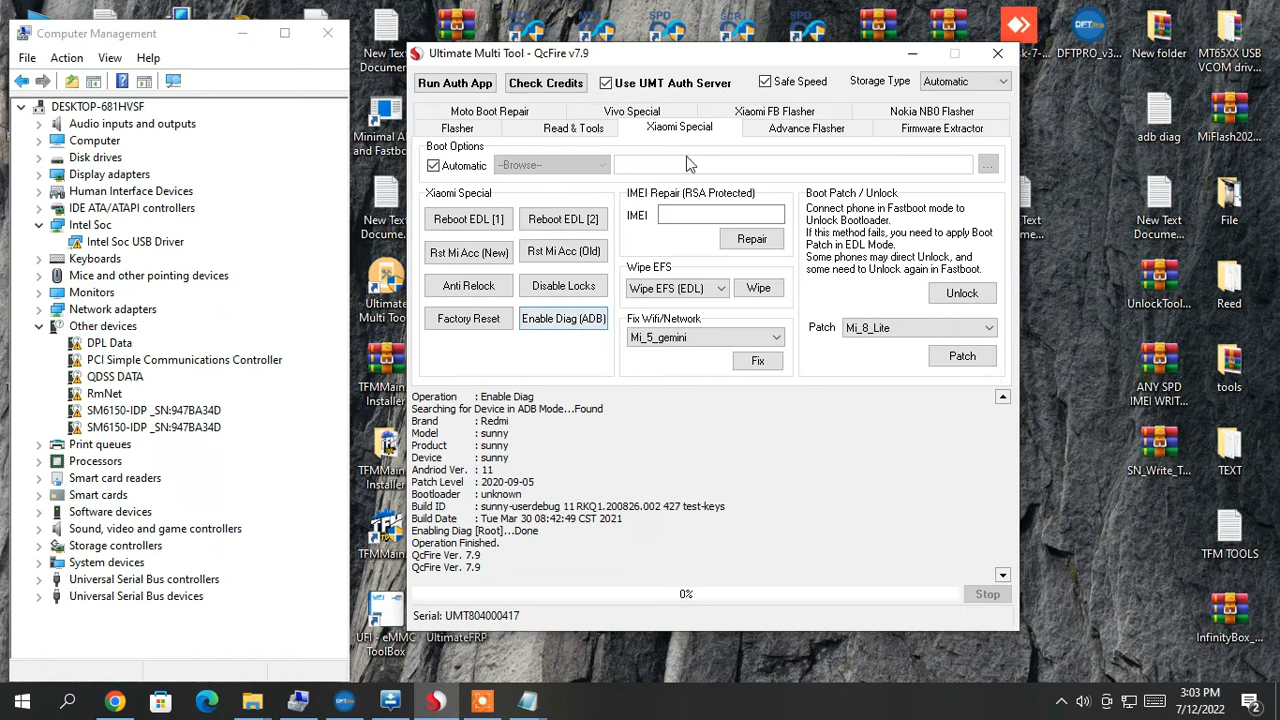 Computer Management
File Action View Help
DESKTOP-681HVSF
Audio inputs and outputs
Computer
Disk drives
Display adapters
Human Interface Devices
IDE ATA/ATAPI controllers
Intel Soc
Intel Soc USB Driver
Keyboards
Mice and other pointing devices
Monitors
Network adapters
Other devices
DPL Data
PCI Simple Communications Controller
QDSS DATA
RmNet
SM6150-IDP _SN:947BA34D
SM6150-IDP _SN:947BA34D
Print queues
Processors
Smart card readers
Smart cards
Software devices
Sound, video and game controllers
Storage controllers
System devices
Universal Serial Bus controllers
Universal Serial Bus devices
Ultimate Multi Tool - QcFire v7.9
Run Auth App Check Credits Use UMT Auth Server Safe Speed Storage Type Automatic
Vivo Special Xiaomi FB Flasher Nokia NB0 Flasher
Flasher Read & Tools Xiaomi Special Advance Flasher Firmware Extractor
Boot Options
Automatic --Browse-- ...
Xiaomi Special
Reboot EDL [1] Reboot EDL [2]
Rst Mi Acc (New) Rst Mi Acc (Old)
Anti Relock Disable Locks
Factory Reset Enable Diag (ADB)
IMEI Repair (RSA Protected)
IMEI
Repair
Wipe EFS
Wipe EFS (EDL) Wipe
Fix Wifi/Network
Mi_5_gemini
Fix
Connect phone in Fastboot mode to
Unlock Bootloader.
If this method fails, you need to apply Boot
Patch in EDL Mode.
Some phones may direct Unlock, and
some need to Unlock again in Fastboot.
Unlock
Patch Mi_8_Lite
Patch
Operation : Enable Diag
Searching for Device in ADB Mode...Found
Brand : Redmi
Model : sunny
Product : sunny
Device : sunny
Andriod Ver. : 11
Patch Level : 2020-09-05
Bootloader : unknown
Build ID : sunny-userdebug 11 RKQ1.200826.002 427 test-keys
Build Date : Tue Mar 30 08:42:49 CST 2021
Enabling Diag [Root]...Done
Operation Finished.
QcFire Ver. 7.9
QcFire Ver. 7.9
0% Stop
Serial: UMT804000417
New folder
MT65XX USB
VCOM driv...
adb diag
MiFlash202...
New Text
Docume...
File
UnlockTool...
Reed
ANY SPD
IMEI WRIT...
tools
SN_Write_T...
TEXT
TFM TOOLS
InfinityBox_...
DFTPRO_v3...
New Text
Docume...
Minimal A
and Fastbo
New Text
Docume...
Ultimate
Multi Tool
TFMMain
Installer
TFMMain
Installer
TFMMain
UFI - eMMC
ToolBox
UltimateFRP
3:03 PM
7/12/2022
2